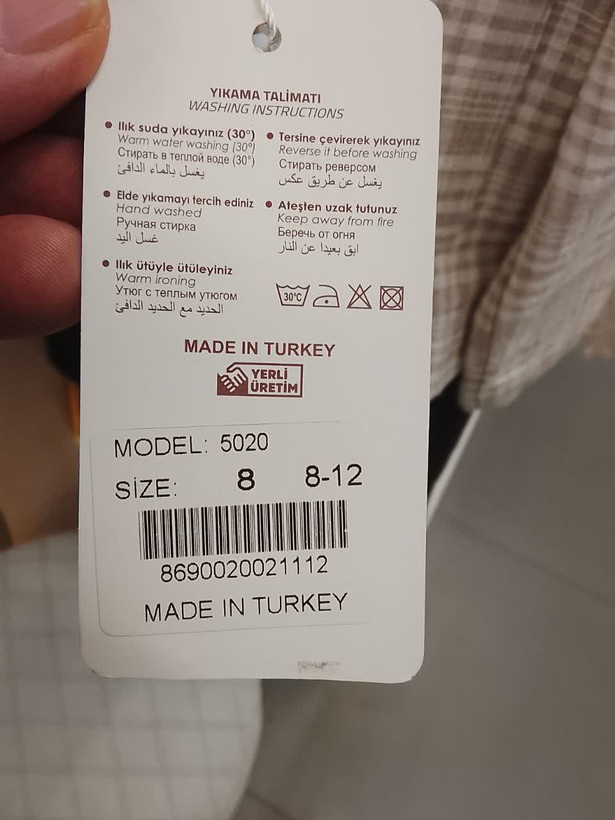 YIKAMA TALİMATI
WASHING INSTRUCTIONS
Ilık suda yıkayınız (30°)
Warm water washing (30°)
Стирать в теплой воде (30°)
يغسل بالماء الدافئ
Elde yıkamayı tercih ediniz
Hand washed
Ручная стирка
غسل اليد
Ilık ütüyle ütüleyiniz
Warm ironing
Утюг с теплым утюгом
الحديد مع الحديد الدافئ
Tersine çevirerek yıkayınız
Reverse it before washing
Стирать реверсом
يغسل عن طريق عكس
Ateşten uzak tutunuz
Keep away from fire
Беречь от огня
ابق بعيدا عن النار
30°C
MADE IN TURKEY
YERLİ
ÜRETİM
MODEL: 5020
SİZE: 8 8-12
8690020021112
MADE IN TURKEY